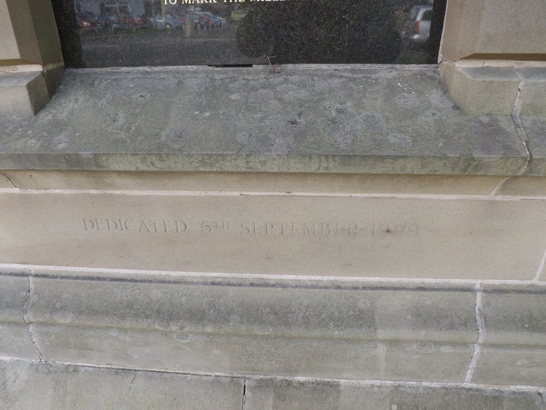 TO MARK THE
DEDICATED 5TH SEPTEMBER